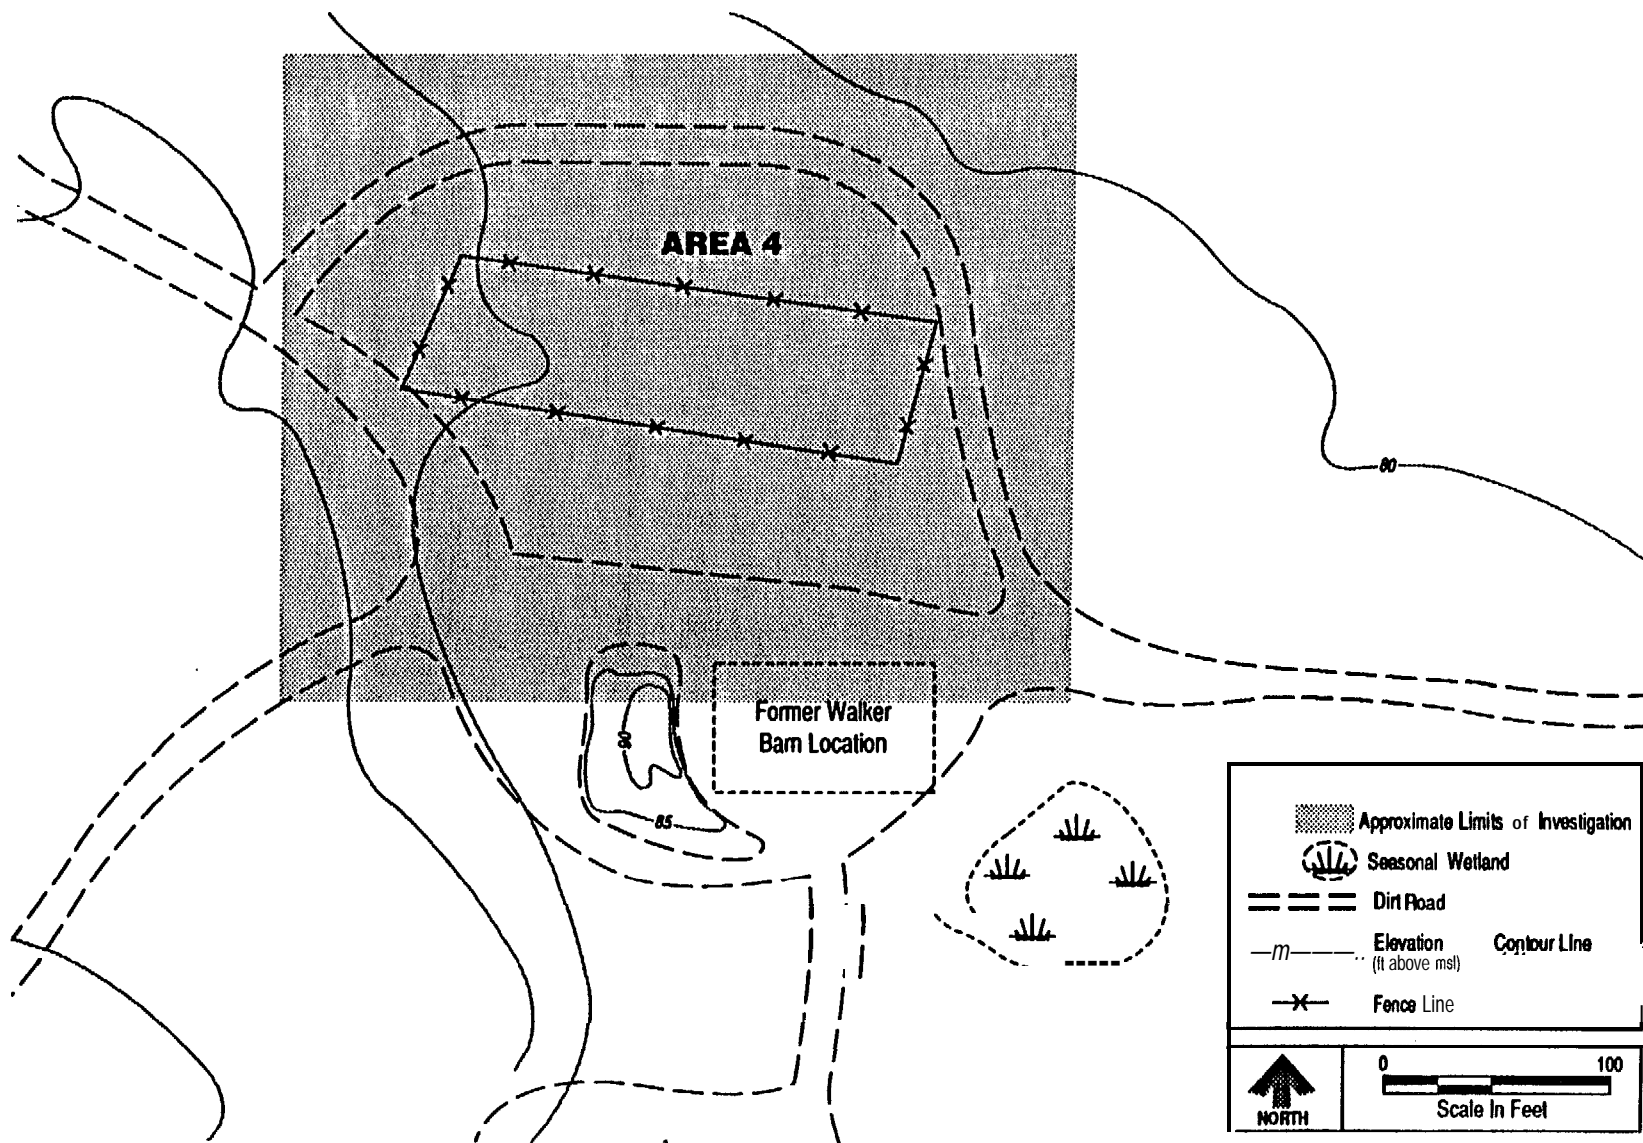 AREA 4
80
Former Walker
Barn Location
90
85
Approximate Limits of Investigation
Seasonal Wetland
Dirt Road
m
Elevation Contour Line
(ft above msl)
Fence Line
NORTH
0 100
Scale In Feet